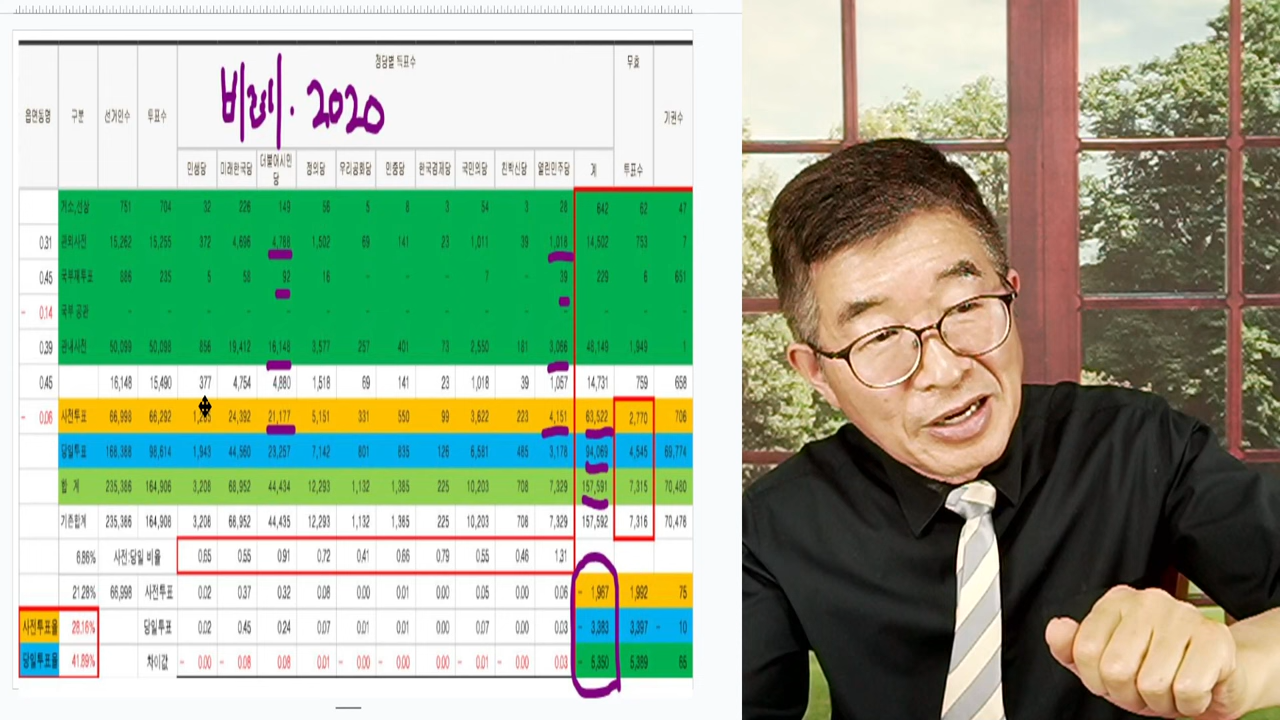 정당별 득표수 무효
비례. 2020
읍면동명 구분 선거인수 투표수 기권수
민생당 미래한국당 더불어시민당 정의당 우리공화당 민중당 한국경제당 국민의당 친박신당 열린민주당 계 투표수
거소,선상 751 704 32 226 149 56 5 8 3 54 3 28 642 62 47
0.31 관외사전 15,262 15,255 372 4,696 4,788 1,502 69 141 23 1,011 39 1,018 14,502 753 7
0.45 국외부재투표 886 235 5 58 92 16 - - - 7 - 39 229 6 651
- 0.14 국부 공관 - - - - - - - - - - - - - - -
0.39 관내사전 50,099 50,098 856 19,412 16,148 3,577 257 401 73 2,550 181 3,066 48,149 1,949 1
0.45 16,148 15,490 377 4,754 4,880 1,518 69 141 23 1,018 39 1,057 14,731 759 658
- 0.06 사전투표 66,998 66,292 24,392 21,177 5,151 331 550 99 3,622 223 4,151 63,522 2,770 706
당일투표 168,388 98,614 1,943 44,560 23,257 7,142 801 835 126 6,581 485 3,178 94,069 4,545 69,774
합 계 235,386 164,906 3,208 68,952 44,434 12,293 1,132 1,385 225 10,203 708 7,329 157,591 7,315 70,480
기존합계 235,386 164,908 3,208 68,952 44,435 12,293 1,132 1,385 225 10,203 708 7,329 157,592 7,316 70,478
6.86% 사전:당일 비율 0.65 0.55 0.91 0.72 0.41 0.66 0.79 0.55 0.46 1.31
21.28% 66,998 사전투표 0.02 0.37 0.32 0.08 0.00 0.01 0.00 0.05 0.00 0.06 - 1,967 1,992 75
사전투표율 28.16% 당일투표 0.02 0.45 0.24 0.07 0.01 0.01 0.00 0.07 0.00 0.03 - 3,383 3,397 - 10
당일투표율 41.89% 차이값 - 0.00 - 0.08 0.08 0.01 - 0.00 - 0.00 - 0.00 - 0.01 - 0.00 0.03 - 5,350 5,389 65